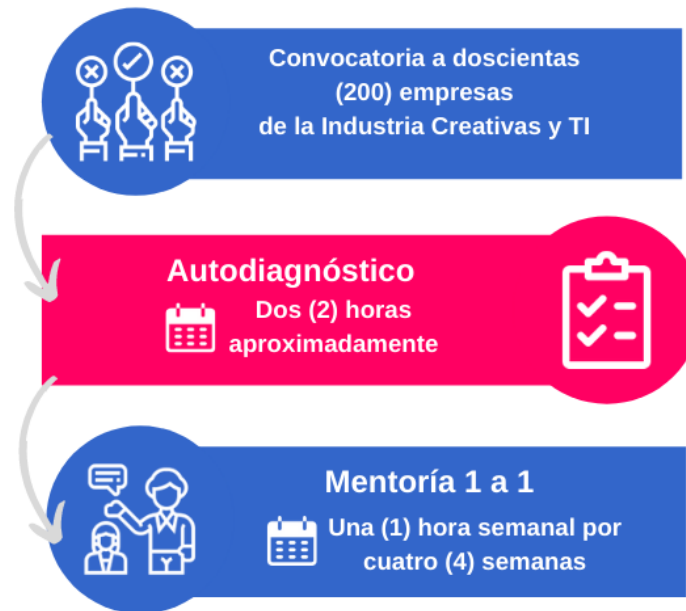 Convocatoria a doscientas
(200) empresas
de la Industria Creativas y TI
Autodiagnóstico
Dos (2) horas
aproximadamente
Mentoría 1 a 1
Una (1) hora semanal por
cuatro (4) semanas